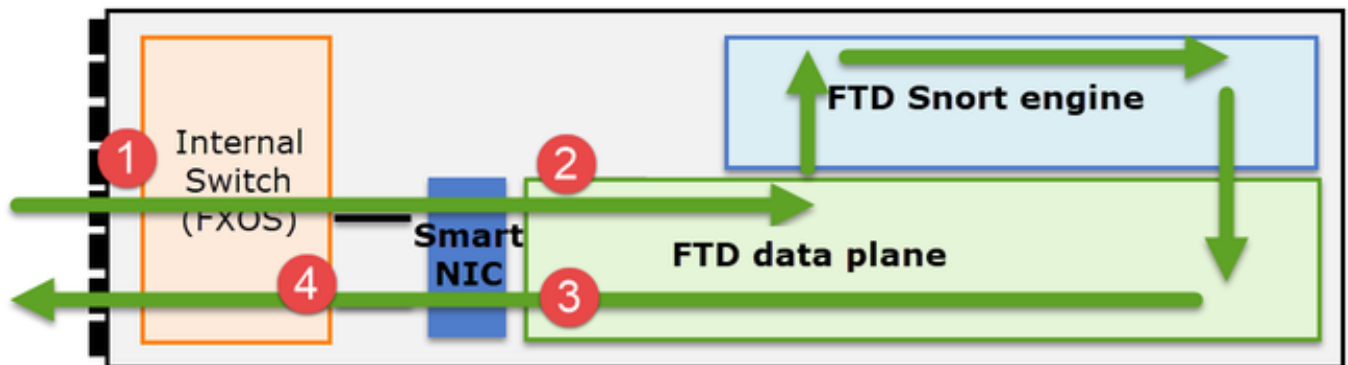 FTD Snort engine
1
Internal
Switch
(FXOS)
2
Smart
NIC
FTD data plane
4
3